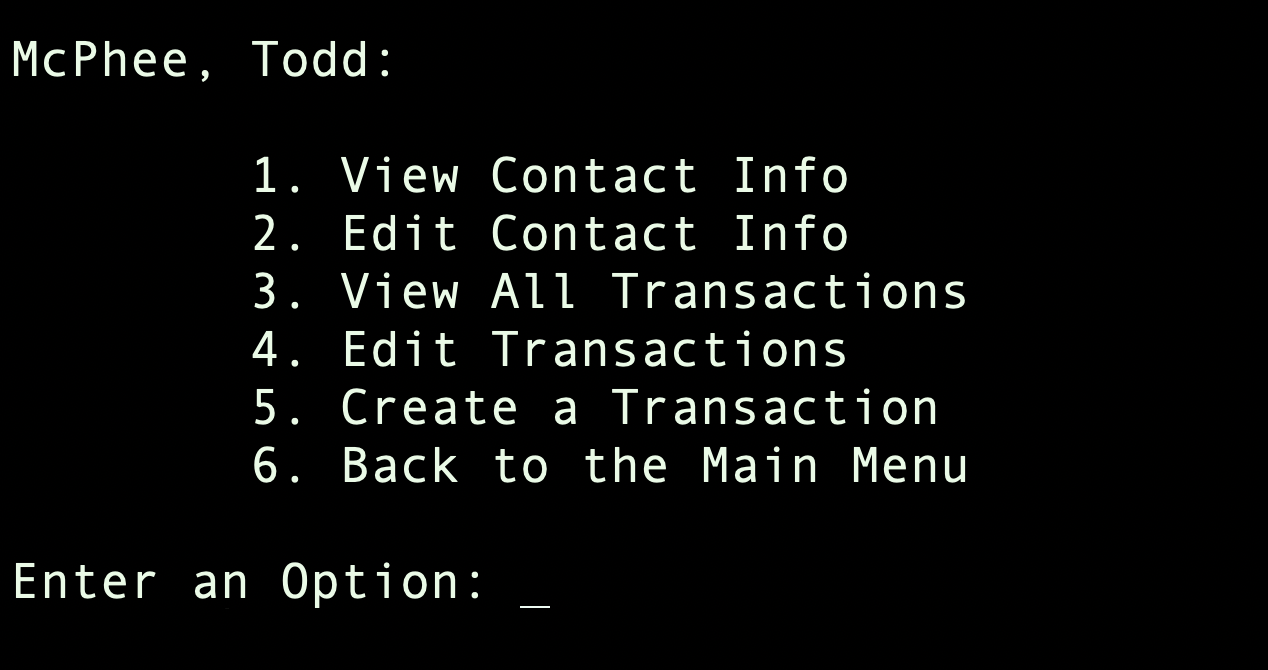 McPhee, Todd:
1. View Contact Info
2. Edit Contact Info
3. View All Transactions
4. Edit Transactions
5. Create a Transaction
6. Back to the Main Menu
Enter an Option: _